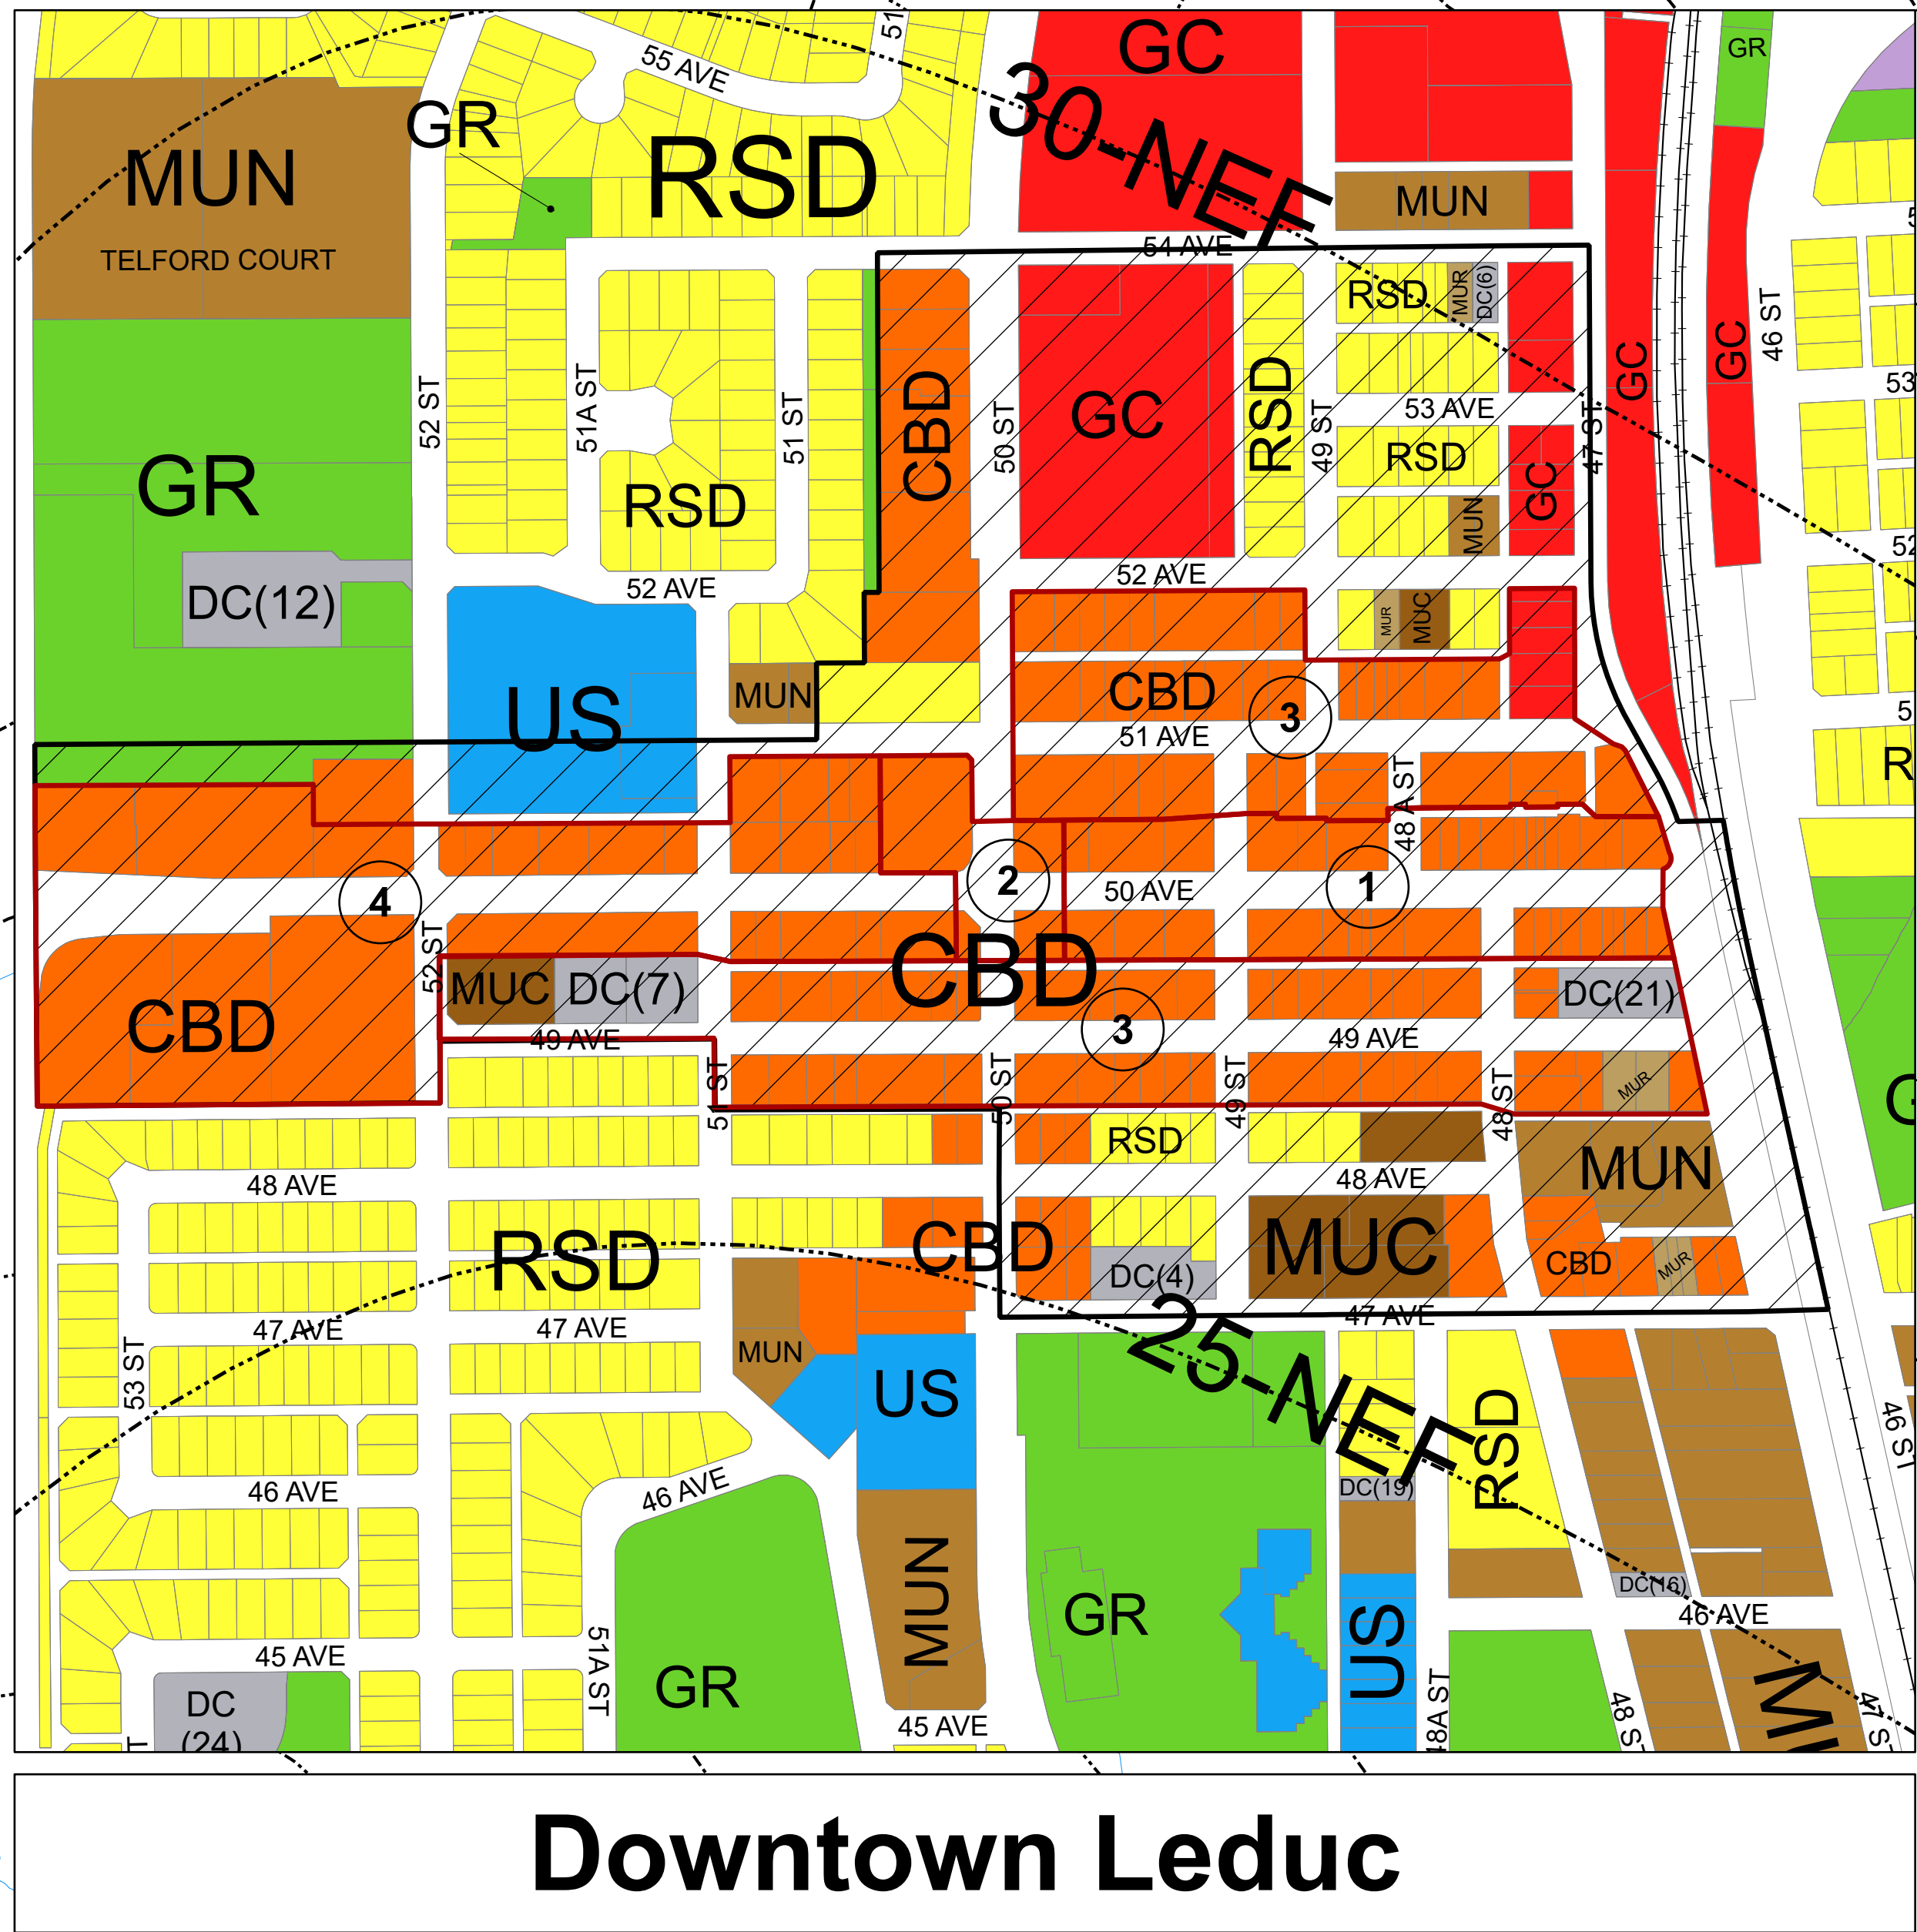 51
GC
GR
55 AVE
GR
30-NEF
RSD
MUN
MUN
TELFORD COURT
54 AVE
RSD
MUR
DC(6)
46 ST
GC
GC
52 ST
51A ST
51 ST
CBD
50 ST
GC
RSD
49 ST
53 AVE
47 ST
53
RSD
GC
GR
RSD
MUN
52
52 AVE
52 AVE
DC(12)
MUR
MUC
US
MUN
CBD
3
51 AVE
R
48 A ST
4
2
50 AVE
1
52 ST
CBD
MUC
DC(7)
DC(21)
CBD
3
49 AVE
49 AVE
50 ST
49 ST
48 ST
MUR
G
RSD
MUN
48 AVE
48 AVE
RSD
CBD
MUC
CBD
MUR
DC(4)
47 AVE
47 AVE
47 AVE
25-NEF
53 ST
MUN
US
RSD
46 ST
DC(19)
46 AVE
46 AVE
MUN
DC(16)
46 AVE
GR
US
45 AVE
51A ST
GR
DC
(24)
45 AVE
48A ST
48 S
47 S
Downtown Leduc